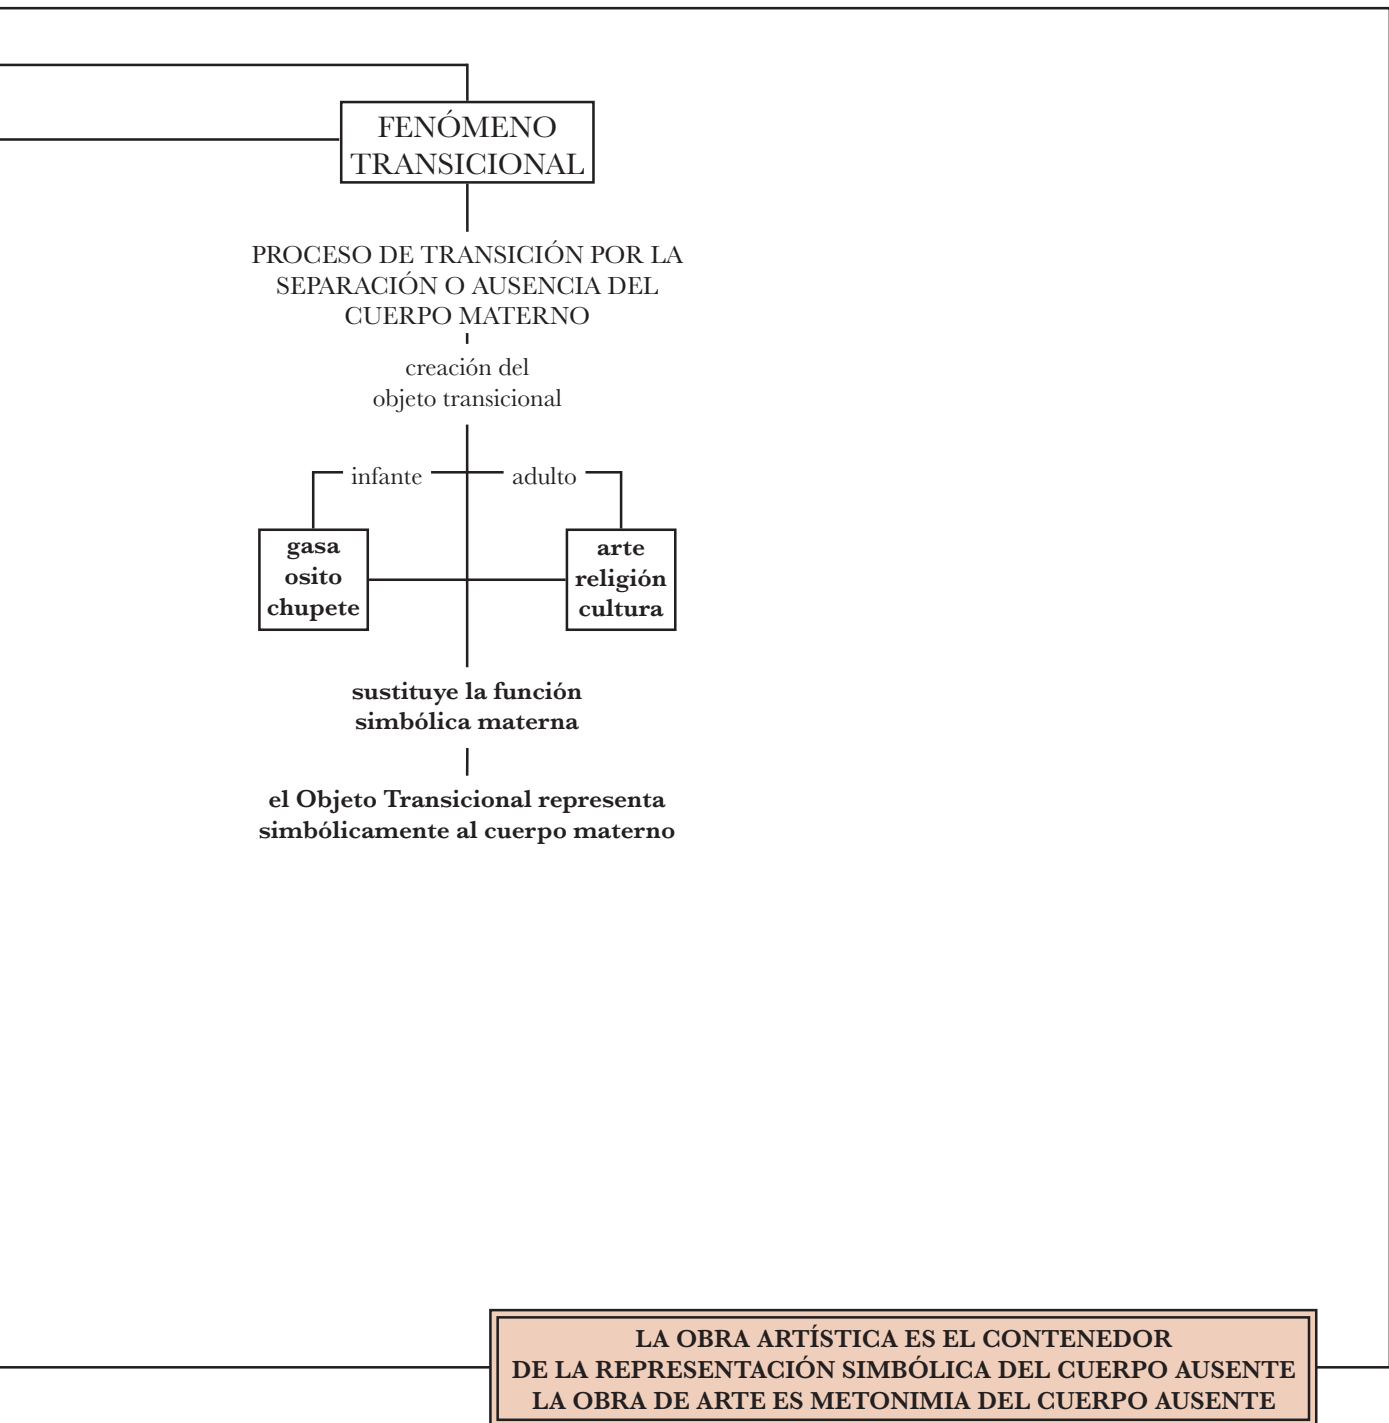 FENÓMENO
TRANSICIONAL
PROCESO DE TRANSICIÓN POR LA
SEPARACIÓN O AUSENCIA DEL
CUERPO MATERNO
creación del
objeto transicional
infante
adulto
gasa
osito
chupete
arte
religión
cultura
sustituye la función
simbólica materna
el Objeto Transicional representa
simbólicamente al cuerpo materno
LA OBRA ARTÍSTICA ES EL CONTENEDOR
DE LA REPRESENTACIÓN SIMBÓLICA DEL CUERPO AUSENTE
LA OBRA DE ARTE ES METONIMIA DEL CUERPO AUSENTE